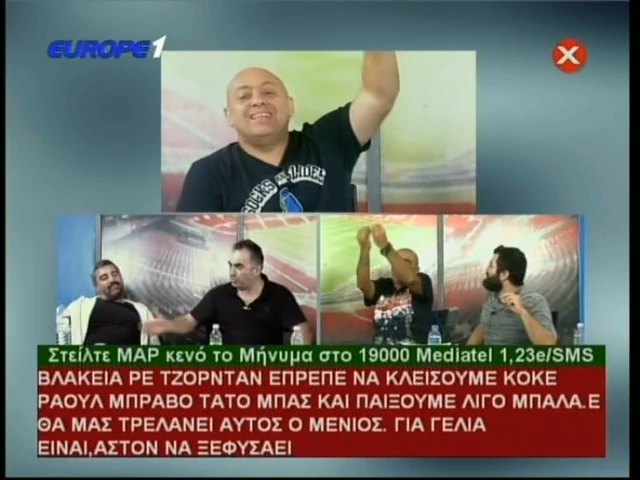 EUROPE1
X
Στείλτε ΜΑΡ κενό το Μήνυμα στο 19000 Mediatel 1,23e/SMS
ΒΛΑΚΕΙΑ ΡΕ ΤΖΟΡΝΤΑΝ ΕΠΡΕΠΕ ΝΑ ΚΛΕΙΣΟΥΜΕ ΚΟΚΕ
ΡΑΟΥΛ ΜΠΡΑΒΟ ΤΑΤΟ ΜΠΑΣ ΚΑΙ ΠΑΙΞΟΥΜΕ ΛΙΓΟ ΜΠΑΛΑ.Ε
ΘΑ ΜΑΣ ΤΡΕΛΑΝΕΙ ΑΥΤΟΣ Ο ΜΕΝΙΟΣ. ΓΙΑ ΓΕΛΙΑ
ΕΙΝΑΙ,ΑΣΤΟΝ ΝΑ ΞΕΦΥΣΑΕΙ